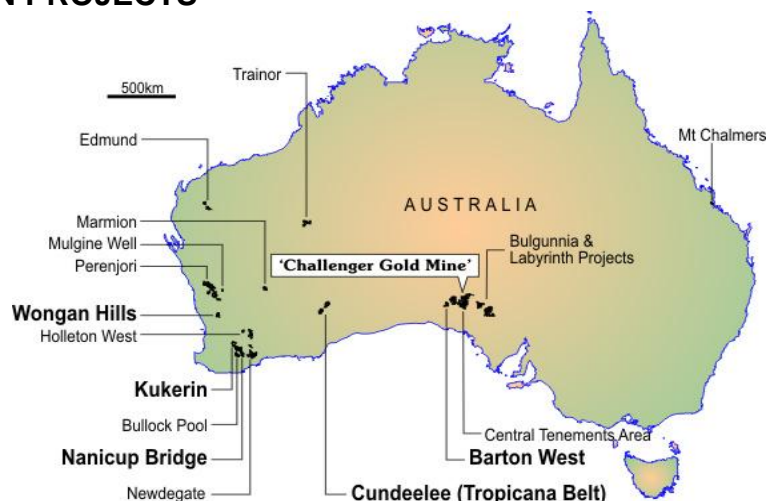 Trainor
500km
Edmund
Mt Chalmers
AUSTRALIA
Marmion
Mulgine Well
Bulgunnia &
Labyrinth Projects
'Challenger Gold Mine'
Perenjori
Wongan Hills
Holleton West
Kukerin
Bullock Pool
Central Tenements Area
Nanicup Bridge
Barton West
Newdegate
Cundeelee (Tropicana Belt)